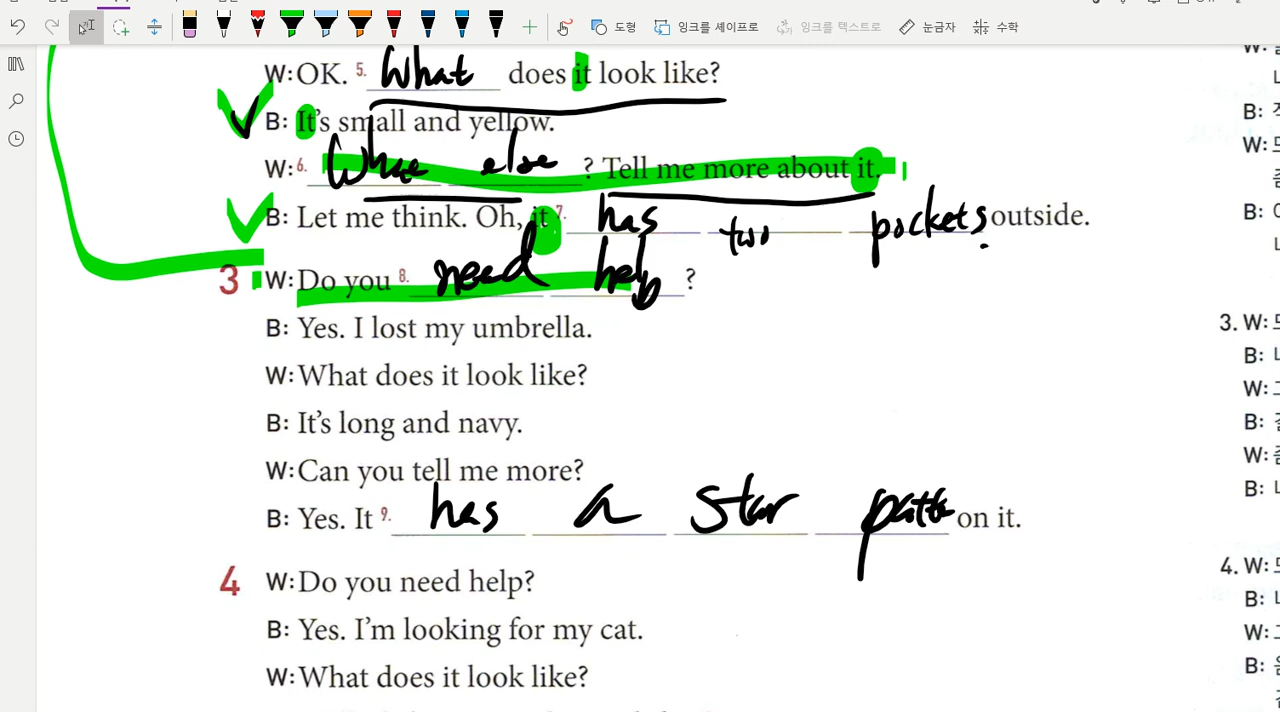 도형 잉크를 셰이프로 잉크를 텍스트로 눈금자 수학
W: OK. 5. What does it look like?
B: It's small and yellow.
W: 6. What else ? Tell me more about it.
B: Let me think. Oh, it 7. has two pockets outside.
3 W: Do you 8. need help ?
B: Yes. I lost my umbrella.
W: What does it look like?
B: It's long and navy.
W: Can you tell me more?
B: Yes. It 9. has a star on it.
4 W: Do you need help?
B: Yes. I'm looking for my cat.
W: What does it look like?
W:
B:
W:
B:
3. W:
B:
W:
B:
W:
B:
4. W:
B:
W:
B: